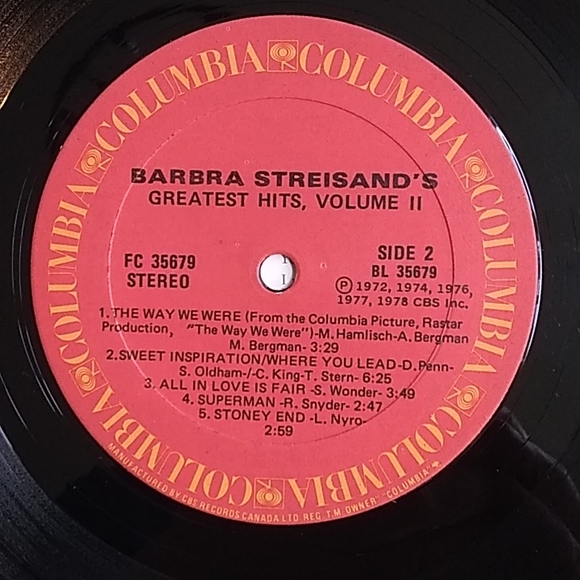 COLUMBIA COLUMBIA COLUMBIA COLUMBIA COLUMBIA COLUMBIA
BARBRA STREISAND'S
GREATEST HITS, VOLUME II
FC 35679
STEREO
SIDE 2
BL 35679
Ⓟ 1972, 1974, 1976,
1977, 1978 CBS Inc.
1.THE WAY WE WERE (From the Columbia Picture, Rastar
Production, "The Way We Were")-M. Hamlisch-A. Bergman
M. Bergman- 3:29
2.SWEET INSPIRATION/WHERE YOU LEAD-D.Penn-
S. Oldham-/C. King-T. Stern- 6:25
3. ALL IN LOVE IS FAIR -S. Wonder- 3:49
4. SUPERMAN -R. Snyder- 2:47
5. STONEY END -L. Nyro-
2:59
MANUFACTURED BY CBS RECORDS CANADA LTD. REG. T.M. OWNER "COLUMBIA"